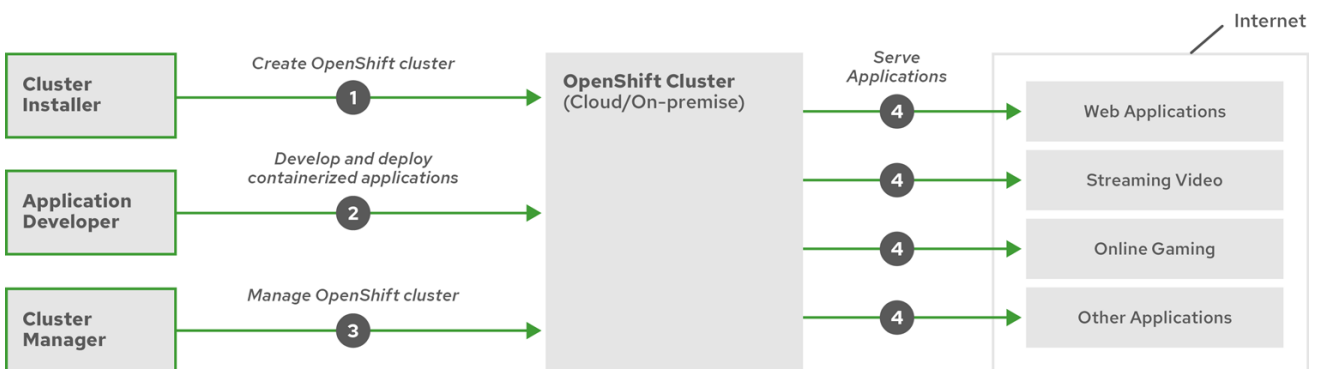 Internet
Cluster
Installer
Create OpenShift cluster
1
OpenShift Cluster
(Cloud/On-premise)
Serve
Applications
4
Web Applications
Application
Developer
Develop and deploy
containerized applications
2
4
Streaming Video
4
Online Gaming
Cluster
Manager
Manage OpenShift cluster
3
4
Other Applications